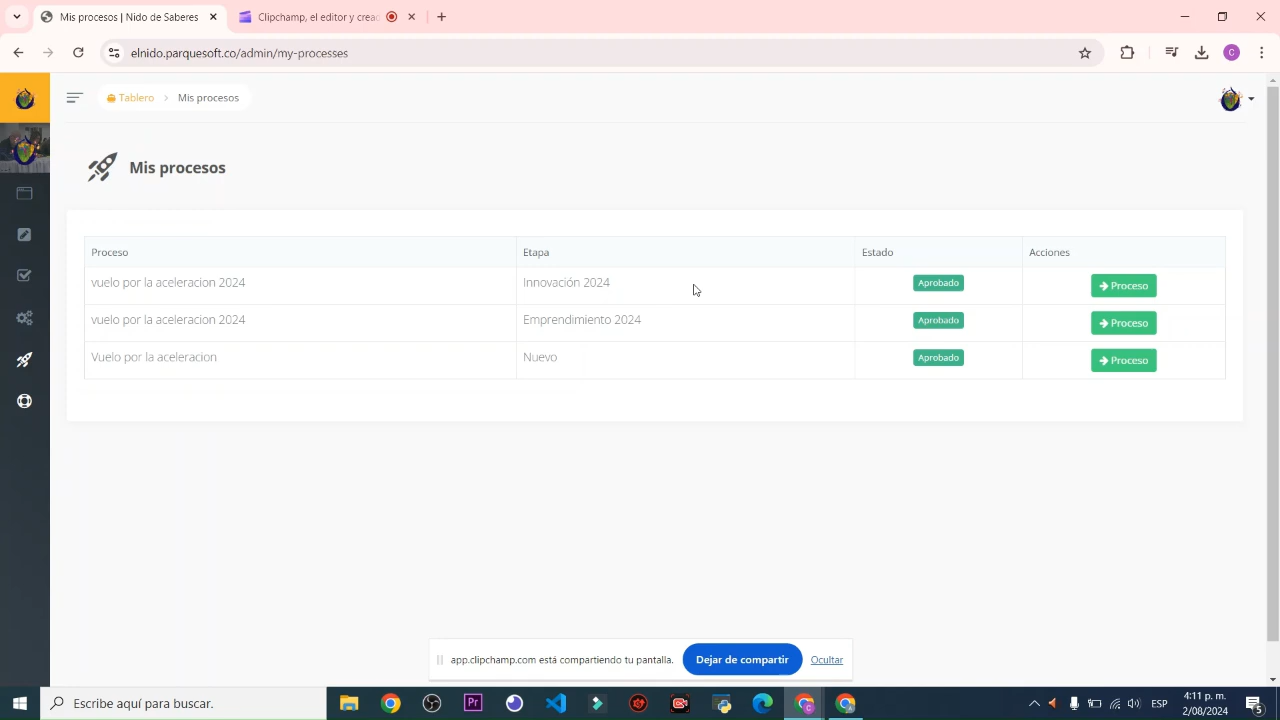 Mis procesos | Nido de Saberes
Clipchamp, el editor y crea
elnido.parquesoft.co/admin/my-processes
C
Tablero > Mis procesos
Mis procesos
Proceso Etapa Estado Acciones
vuelo por la aceleracion 2024 Innovación 2024 Aprobado Proceso
vuelo por la aceleracion 2024 Emprendimiento 2024 Aprobado Proceso
Vuelo por la aceleracion Nuevo Aprobado Proceso
app.clipchamp.com está compartiendo tu pantalla. Dejar de compartir Ocultar
Escribe aquí para buscar.
Pr
ESP
4:11 p. m.
2/08/2024
5